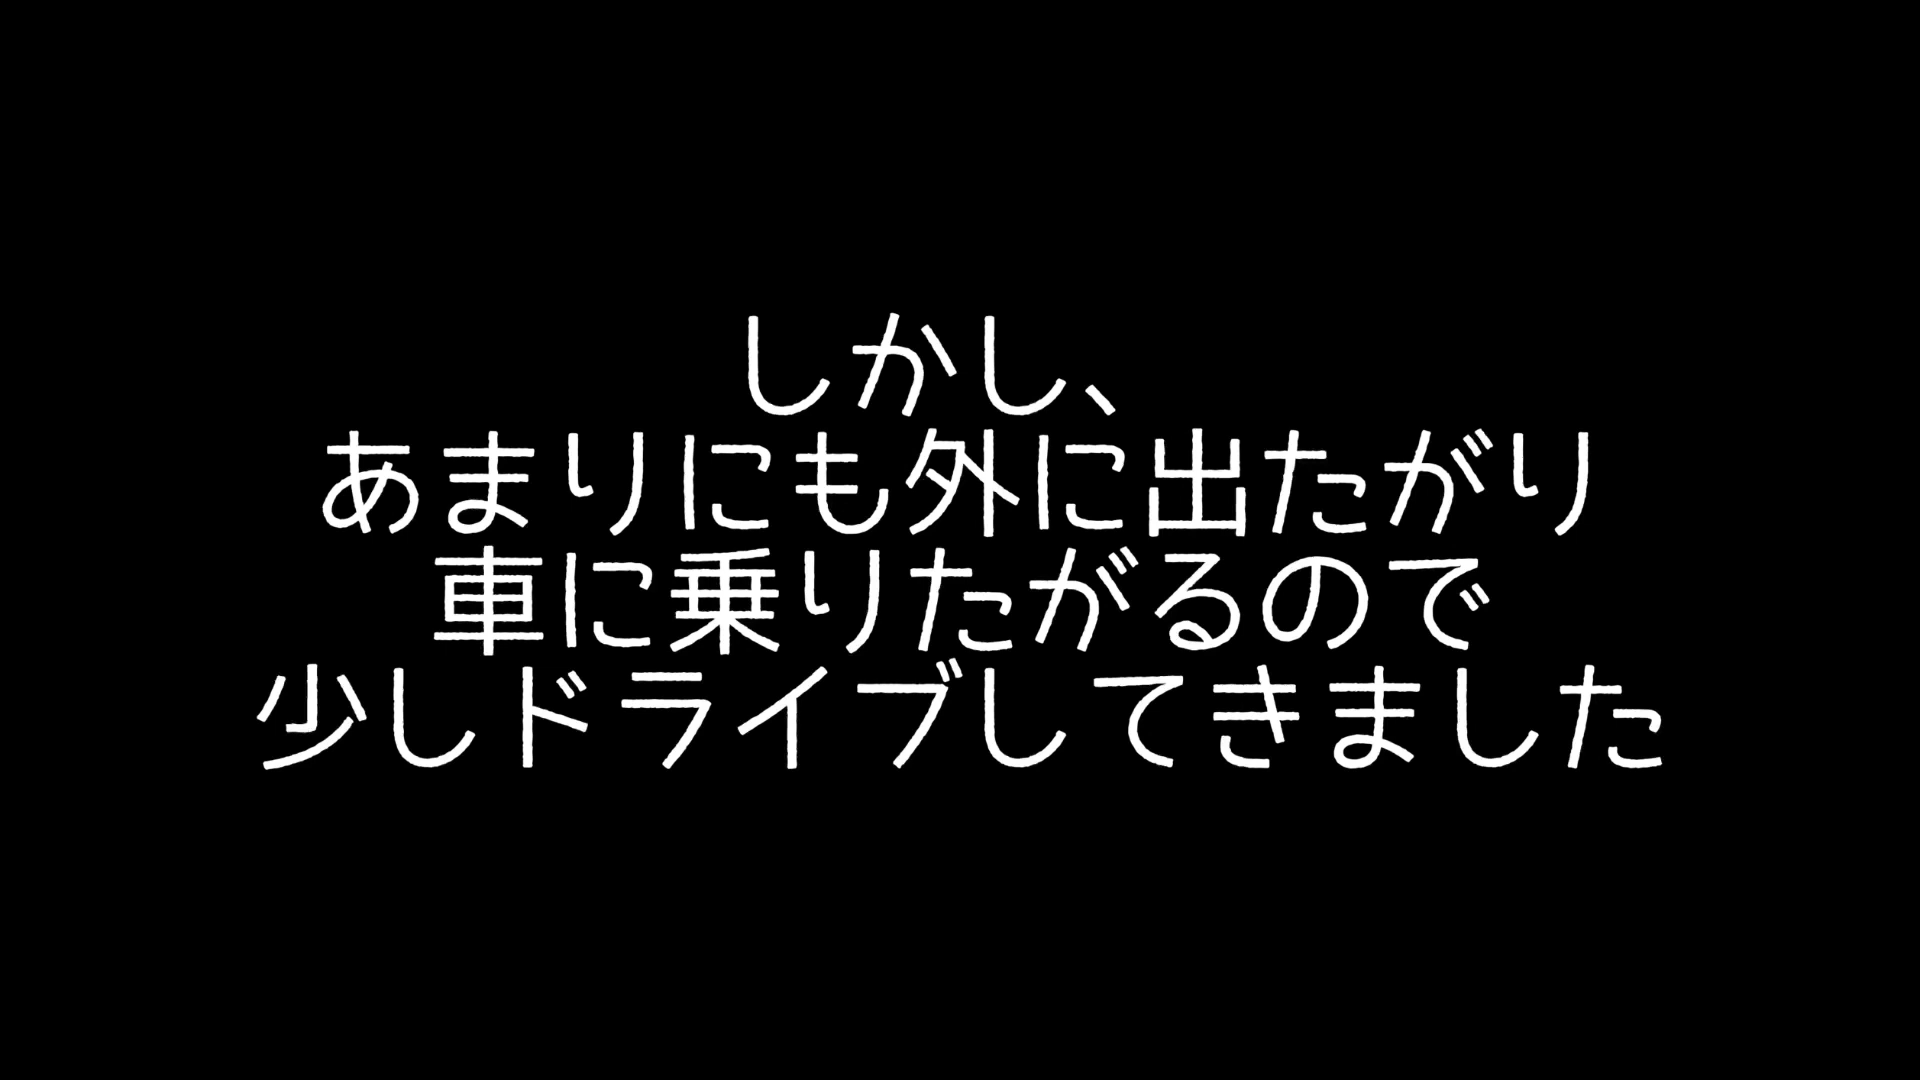 しかし、
あまりにも外に出たがり
車に乗りたがるので
少しドライブしてきました